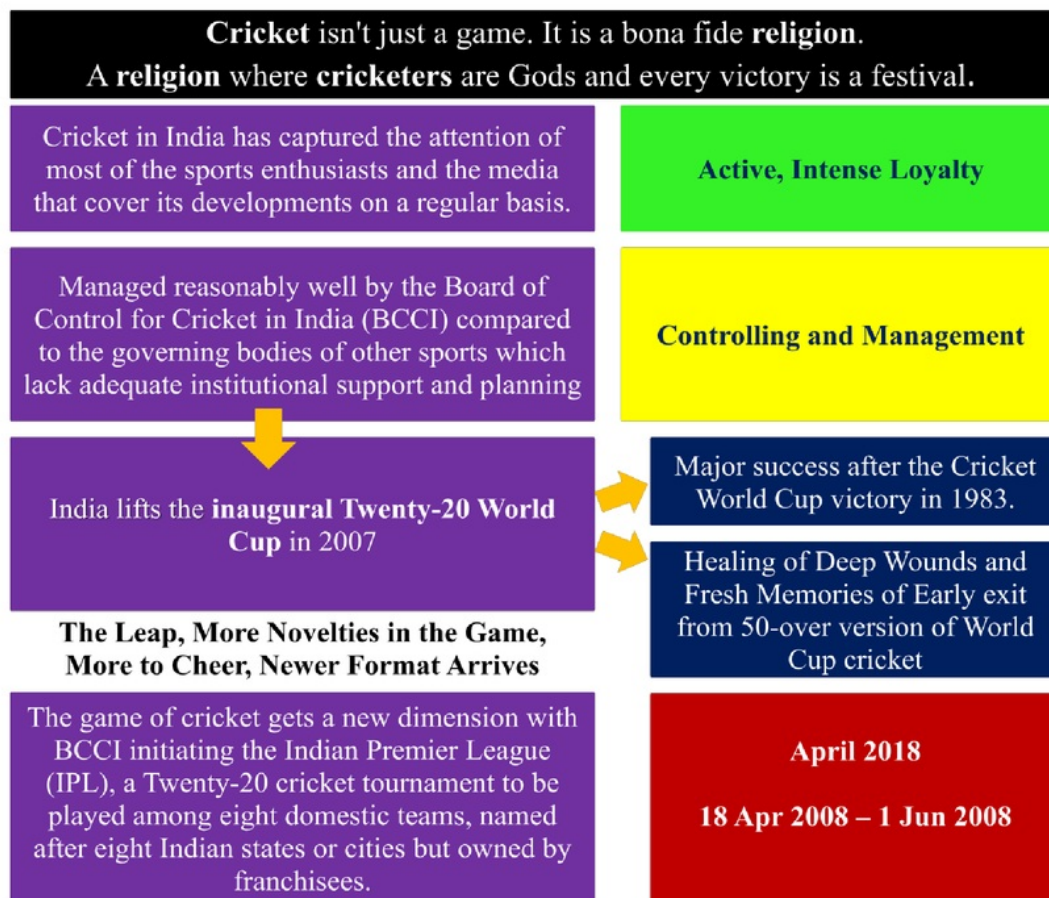 Cricket isn't just a game. It is a bona fide religion.
A religion where cricketers are Gods and every victory is a festival.
Cricket in India has captured the attention of
most of the sports enthusiasts and the media
that cover its developments on a regular basis.
Active, Intense Loyalty
Managed reasonably well by the Board of
Control for Cricket in India (BCCI) compared
to the governing bodies of other sports which
lack adequate institutional support and planning
Controlling and Management
India lifts the inaugural Twenty-20 World
Cup in 2007
Major success after the Cricket
World Cup victory in 1983.
Healing of Deep Wounds and
Fresh Memories of Early exit
from 50-over version of World
Cup cricket
The Leap, More Novelties in the Game,
More to Cheer, Newer Format Arrives
The game of cricket gets a new dimension with
BCCI initiating the Indian Premier League
(IPL), a Twenty-20 cricket tournament to be
played among eight domestic teams, named
after eight Indian states or cities but owned by
franchisees.
April 2018
18 Apr 2008 – 1 Jun 2008